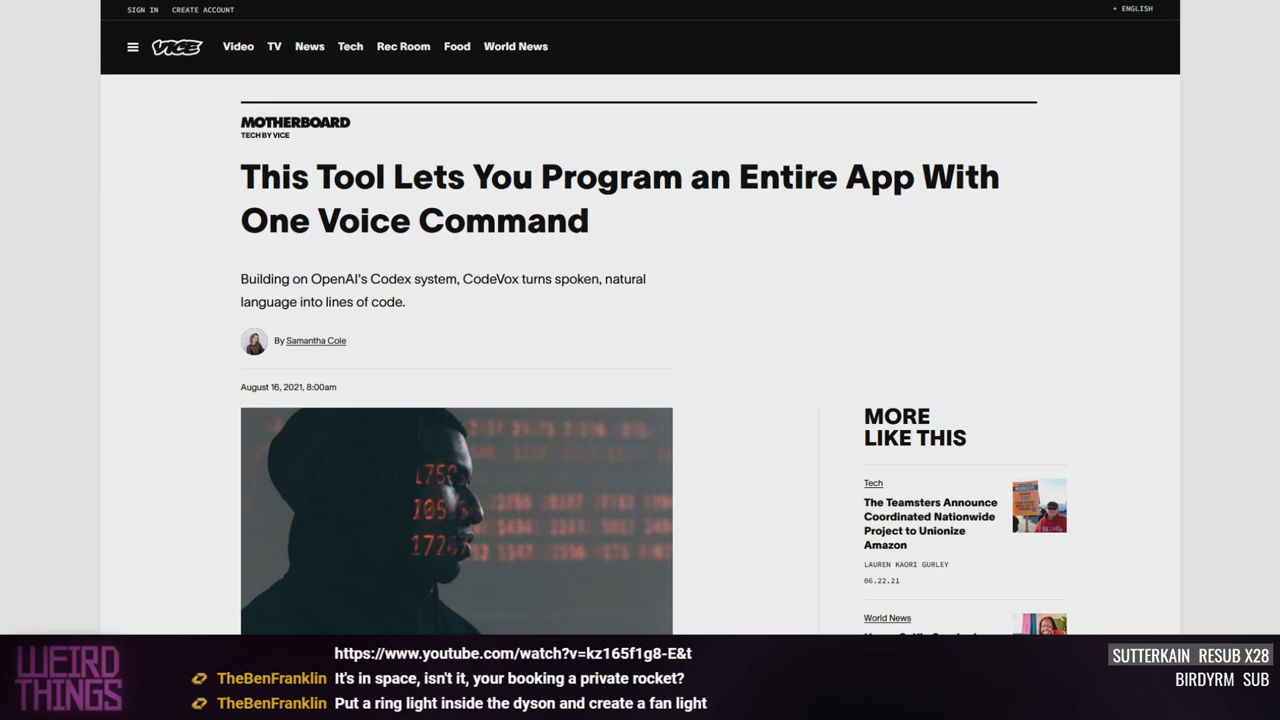 SIGN IN CREATE ACCOUNT
+ ENGLISH
VICE Video TV News Tech Rec Room Food World News
MOTHERBOARD
TECH BY VICE
This Tool Lets You Program an Entire App With
One Voice Command
Building on OpenAI's Codex system, CodeVox turns spoken, natural
language into lines of code.
By Samantha Cole
August 16, 2021, 8:00am
MORE
LIKE THIS
Tech
The Teamsters Announce
Coordinated Nationwide
Project to Unionize
Amazon
LAUREN KAORI GURLEY
06.22.21
World News
WEIRD
THINGS
https://www.youtube.com/watch?v=kz165f1g8-E&t
TheBenFranklin It's in space, isn't it, your booking a private rocket?
TheBenFranklin Put a ring light inside the dyson and create a fan light
SUTTERKAIN RESUB X28
BIRDYRM SUB